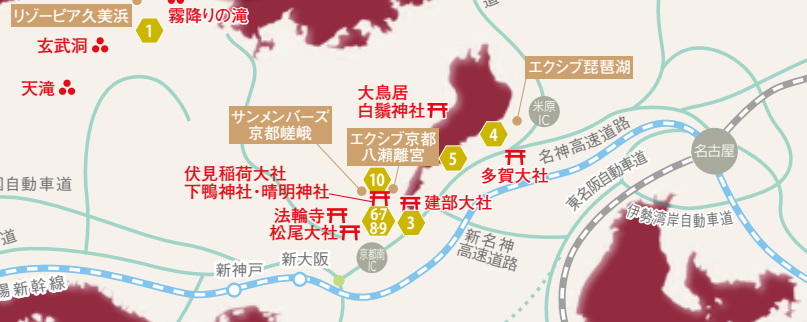 道
リゾーピア久美浜
霧降りの滝
1
玄武洞
天滝
エクシブ琵琶湖
大鳥居
白鬚神社
米原
IC
サンメンバーズ
京都嵯峨
エクシブ京都
八瀬離宮
4
5
名神高速道路
名古屋
多賀大社
東名阪自動車道
伏見稲荷大社
下鴨神社・晴明神社
10
自動車道
建部大社
伊勢湾岸自動車道
法輪寺
松尾大社
67
89
3
道
新名神
高速道路
京都南
IC
新大阪
新神戸
陽新幹線